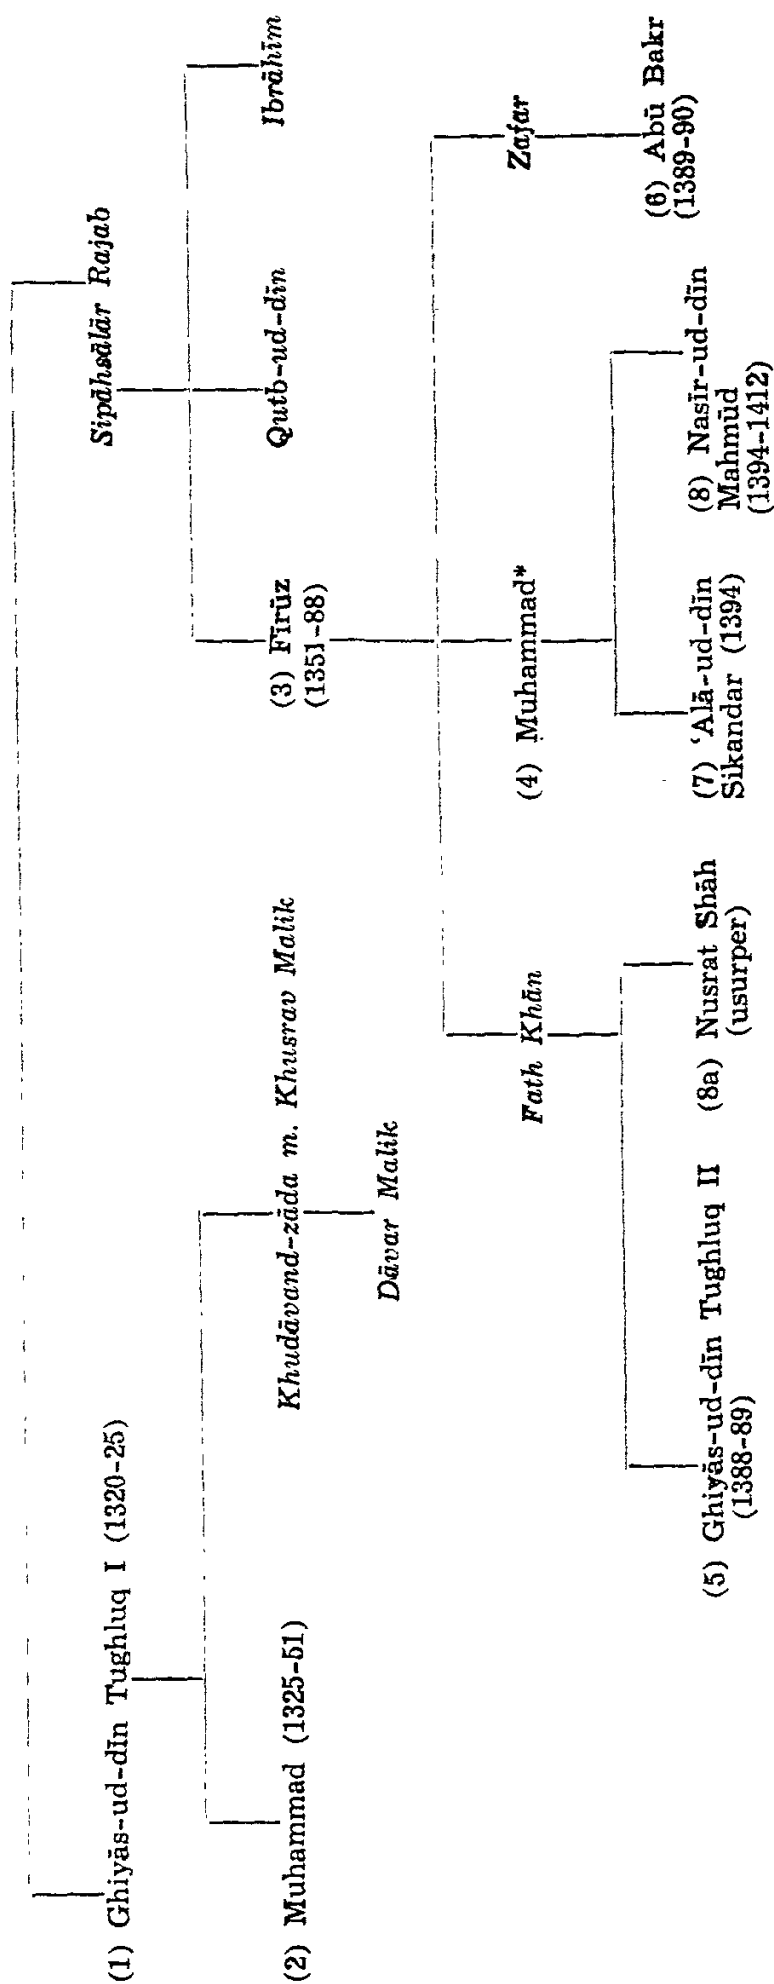 (1) Ghiyās-ud-dīn Tughluq I (1320-25)
Sipāhsālār Rajab
(2) Muhammad (1325-51)
Khudāvand-zāda m. Khusrav Malik
(3) Fīrūz
(1351-88)
Qutb-ud-dīn
Ibrāhīm
Dāvar Malik
Fath Khān
(4) Muhammad*
Zafar
(5) Ghiyās-ud-dīn Tughluq II
(1388-89)
(8a) Nusrat Shāh
(usurper)
(7) ‘Alā-ud-dīn
Sikandar (1394)
(8) Nasīr-ud-dīn
Mahmūd
(1394-1412)
(6) Abū Bakr
(1389-90)